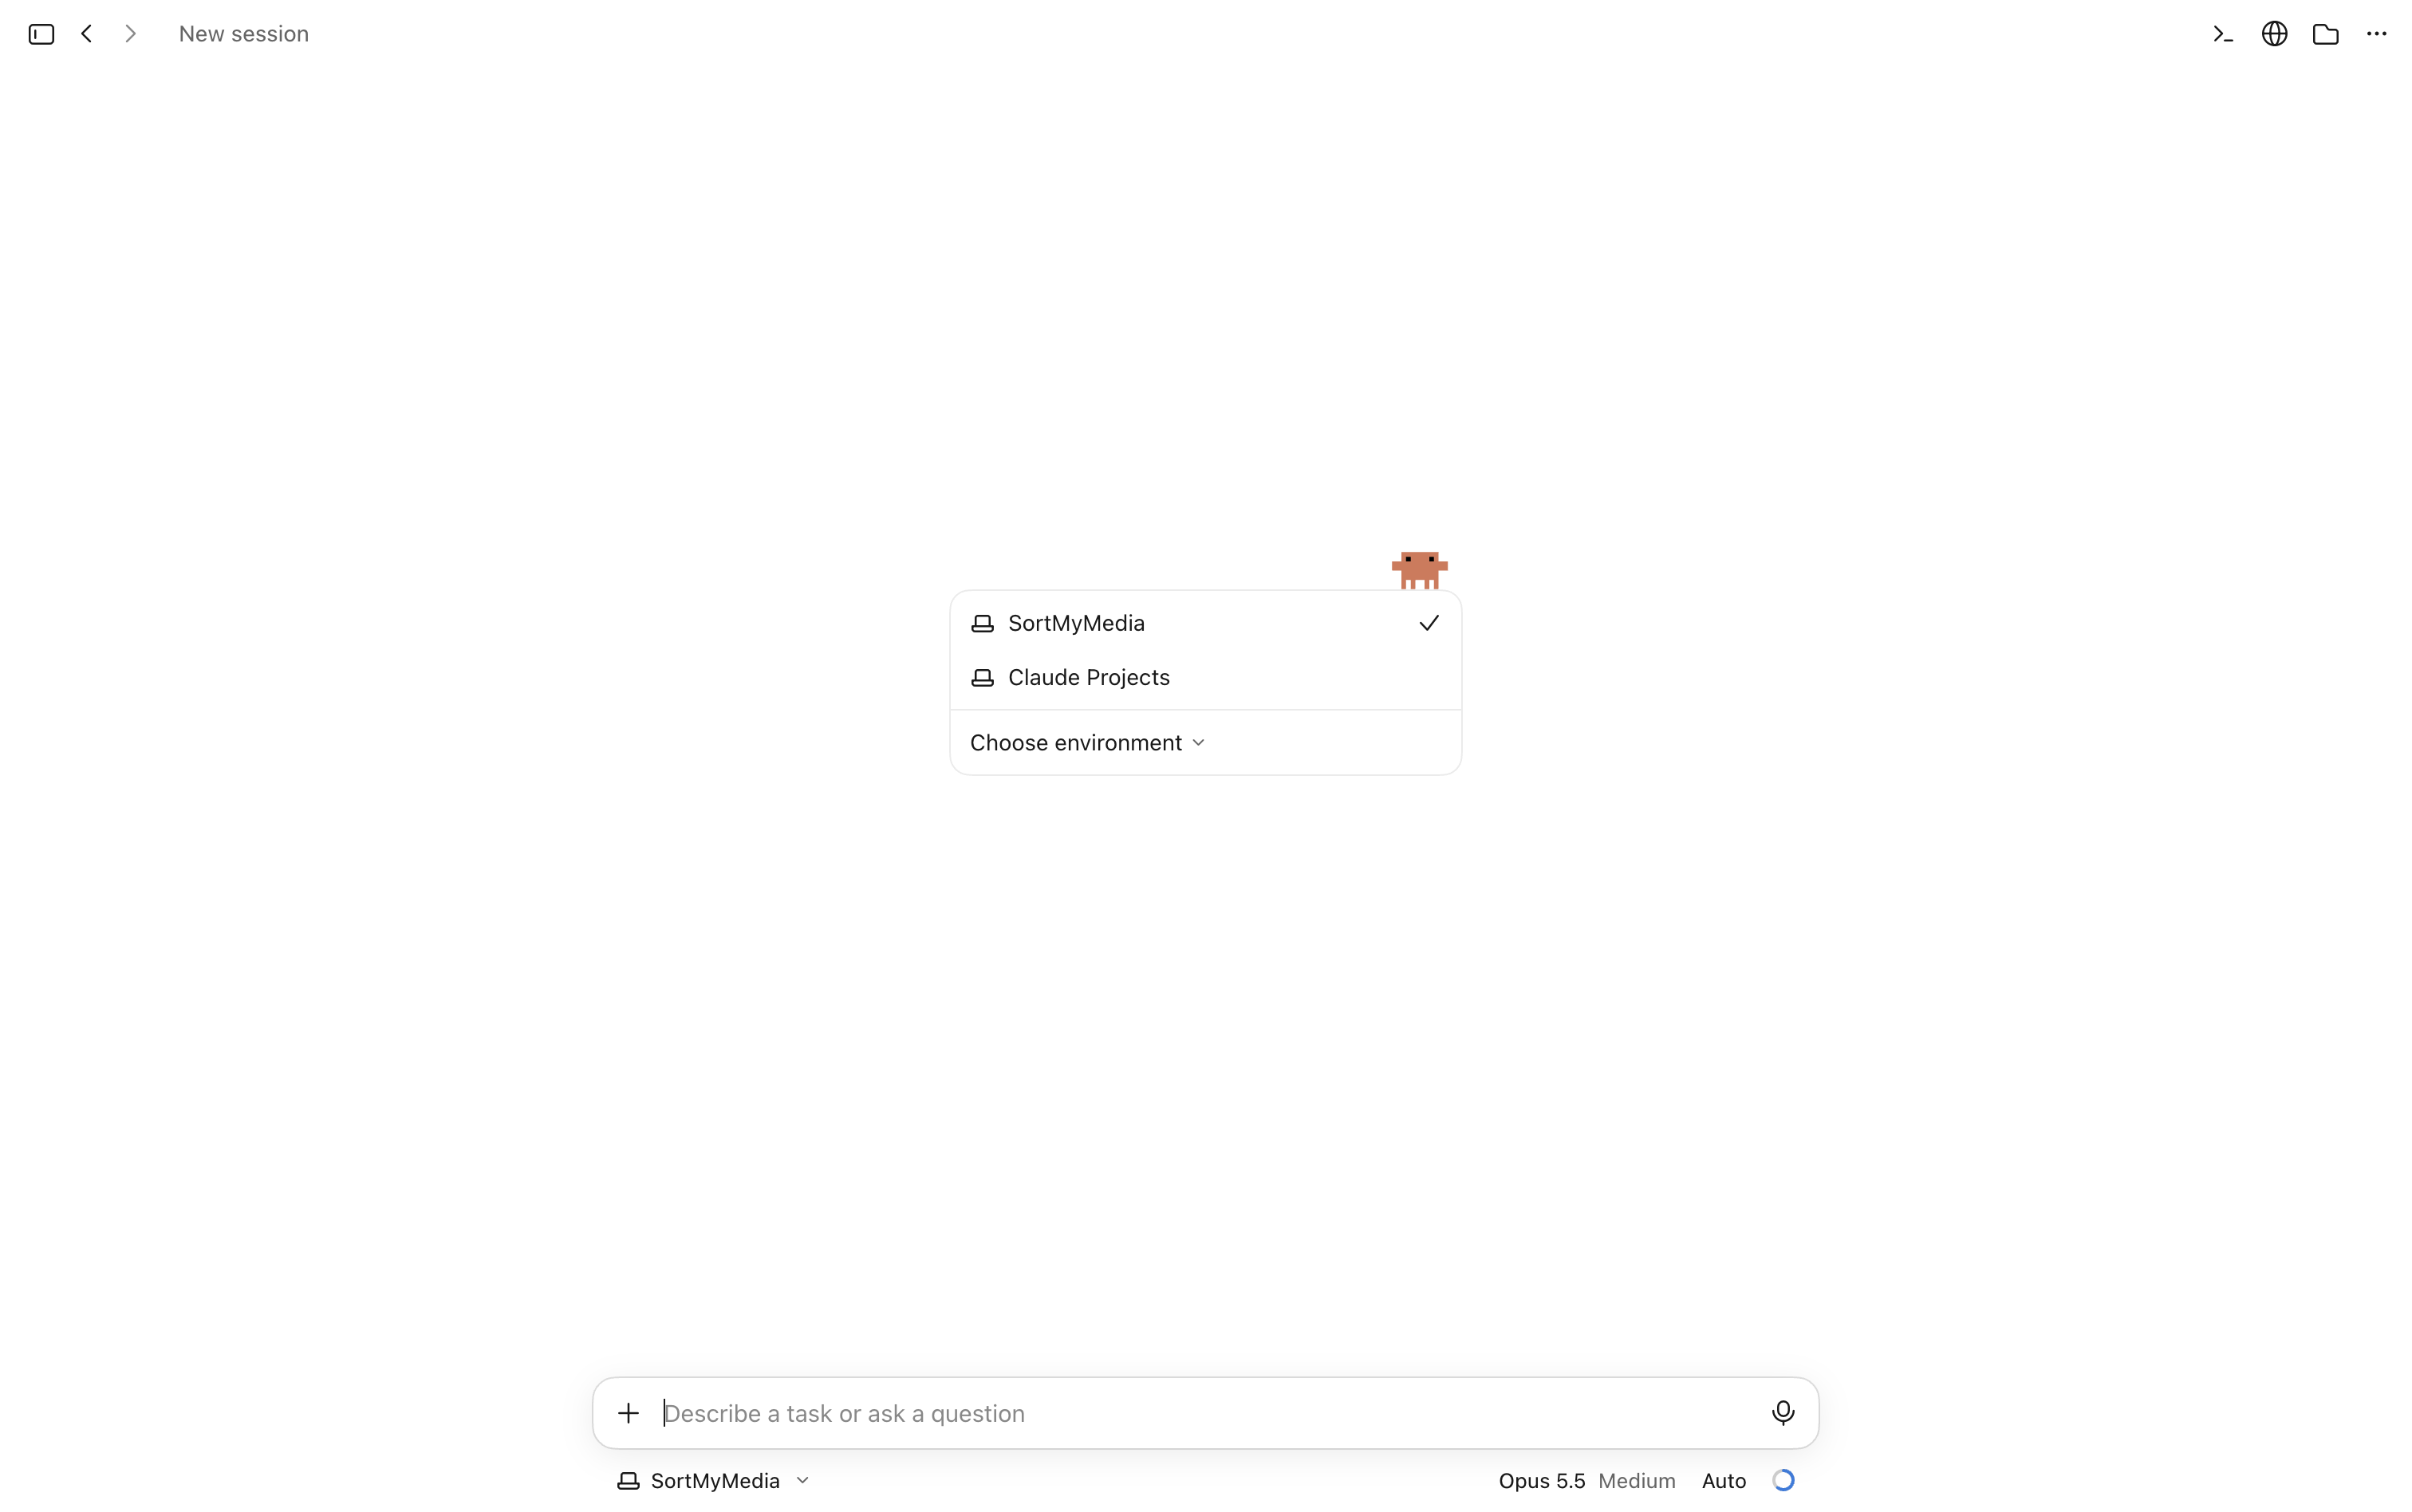 New session
SortMyMedia
Claude Projects
Choose environment
Describe a task or ask a question
SortMyMedia
Opus 5.5 Medium Auto